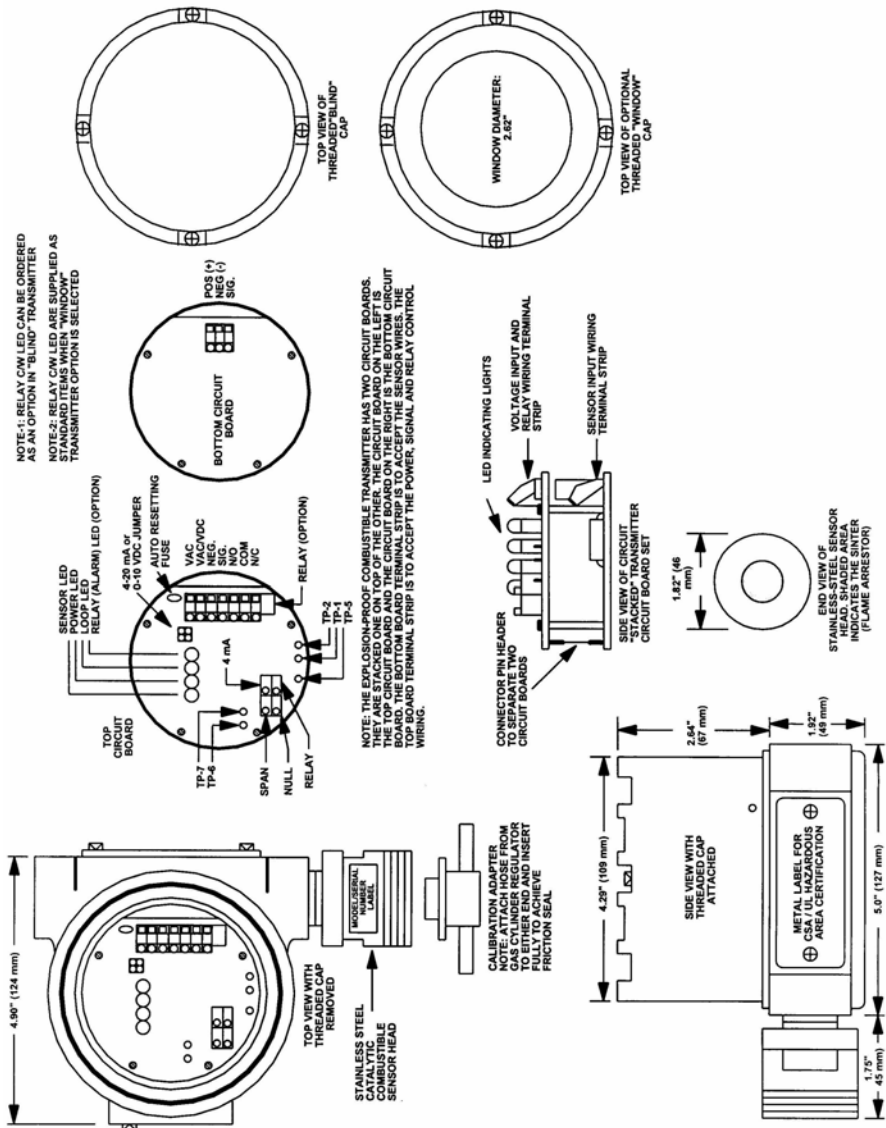 4.90" (124 mm)
TOP VIEW WITH
THREADED CAP
REMOVED
STAINLESS STEEL
CATALYTIC
COMBUSTIBLE
SENSOR HEAD
MODEL/SERIAL
NUMBER
LABEL
CALIBRATION ADAPTER
NOTE: ATTACH HOSE FROM
GAS CYLINDER REGULATOR
TO EITHER END AND INSERT
FULLY TO ACHIEVE
FRICTION SEAL
TOP
CIRCUIT
BOARD
SENSOR LED
POWER LED
LOOP LED
RELAY (ALARM) LED (OPTION)
4-20 mA or
0-10 VDC JUMPER
AUTO RESETTING
FUSE
VAC
VAC/VDC
NEG.
SIG.
N/O
COM
N/C
RELAY (OPTION)
TP-7
TP-6
4 mA
SPAN
NULL
RELAY
TP-2
TP-1
TP-5
NOTE-1: RELAY C/W LED CAN BE ORDERED
AS AN OPTION IN "BLIND" TRANSMITTER
NOTE-2: RELAY C/W LED ARE SUPPLIED AS
STANDARD ITEMS WHEN "WINDOW"
TRANSMITTER OPTION IS SELECTED
BOTTOM CIRCUIT
BOARD
POS (+)
NEG (-)
SIG.
NOTE: THE EXPLOSION-PROOF COMBUSTIBLE TRANSMITTER HAS TWO CIRCUIT BOARDS.
THEY ARE STACKED ONE ON TOP OF THE OTHER. THE CIRCUIT BOARD ON THE LEFT IS
THE TOP CIRCUIT BOARD AND THE CIRCUIT BOARD ON THE RIGHT IS THE BOTTOM CIRCUIT
BOARD. THE BOTTOM BOARD TERMINAL STRIP IS TO ACCEPT THE SENSOR WIRES. THE
TOP BOARD TERMINAL STRIP IS TO ACCEPT THE POWER, SIGNAL AND RELAY CONTROL
WIRING.
TOP VIEW OF
THREADED"BLIND"
CAP
WINDOW DIAMETER:
2.62"
TOP VIEW OF OPTIONAL
THREADED "WINDOW"
CAP
4.29" (109 mm)
2.64"
(67 mm)
SIDE VIEW WITH
THREADED CAP
ATTACHED
METAL LABEL FOR
CSA / UL HAZARDOUS
AREA CERTIFICATION
1.92"
(49 mm)
1.75"
45 mm)
5.0" (127 mm)
CONNECTOR PIN HEADER
TO SEPARATE TWO
CIRCUIT BOARDS
LED INDICATING LIGHTS
VOLTAGE INPUT AND
RELAY WIRING TERMINAL
STRIP
SENSOR INPUT WIRING
TERMINAL STRIP
SIDE VIEW OF CIRCUIT
"STACKED" TRANSMITTER
CIRCUIT BOARD SET
1.82" (46
mm)
END VIEW OF
STAINLESS-STEEL SENSOR
HEAD. SHADED AREA
INDICATES THE SINTER
(FLAME ARRESTOR)